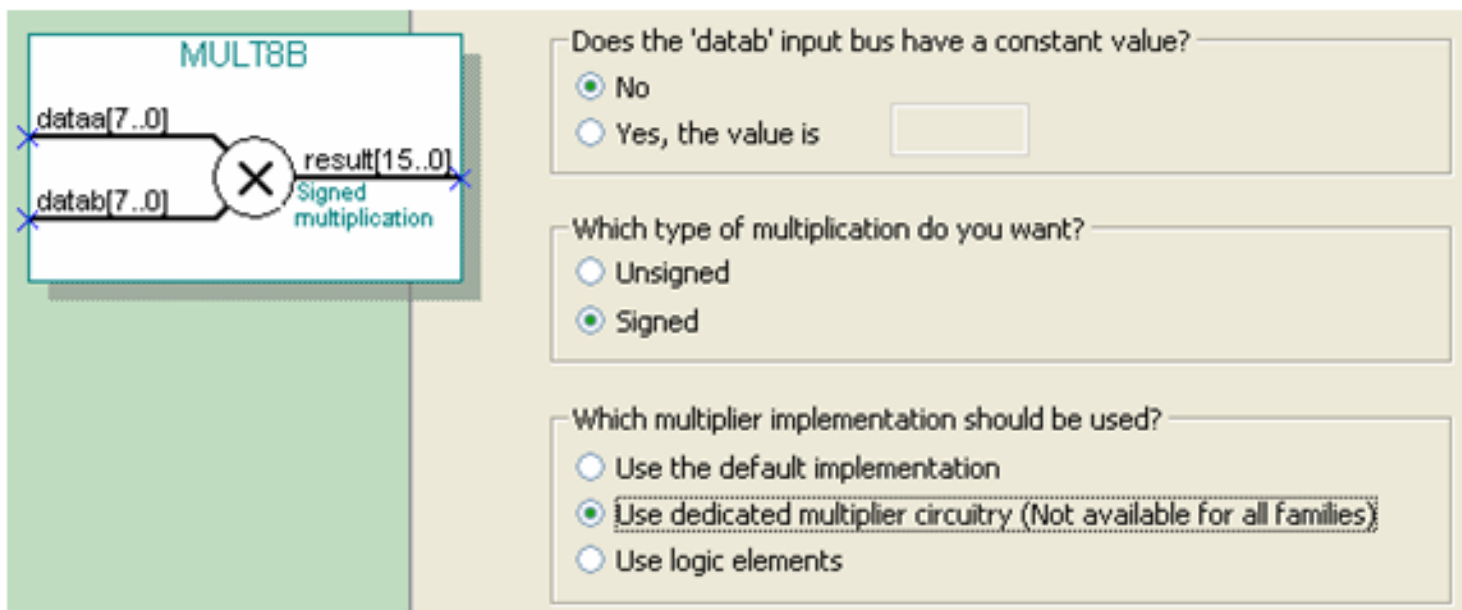 MULT8B
dataa[7..0]
result[15..0]
Signed
multiplication
datab[7..0]
Does the 'datab' input bus have a constant value?
No
Yes, the value is
Which type of multiplication do you want?
Unsigned
Signed
Which multiplier implementation should be used?
Use the default implementation
Use dedicated multiplier circuitry (Not available for all families)
Use logic elements